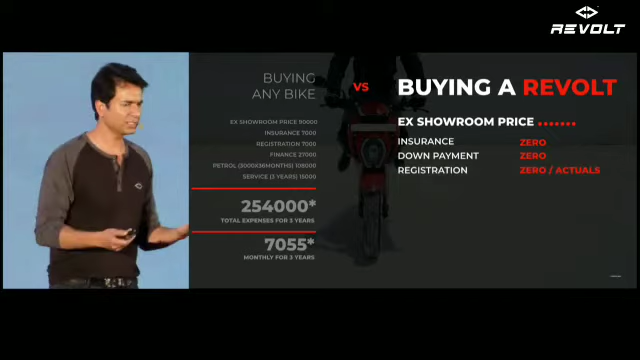 REVOLT
BUYING
ANY BIKE
VS
BUYING A REVOLT
EX SHOWROOM PRICE 90000
INSURANCE 7000
REGISTRATION 7000
FINANCE 27000
PETROL (3000X36MONTHS) 108000
SERVICE (3 YEARS) 15000
254000*
TOTAL EXPENSES FOR 3 YEARS
7055*
MONTHLY FOR 3 YEARS
EX SHOWROOM PRICE •••••••
INSURANCE ZERO
DOWN PAYMENT ZERO
REGISTRATION ZERO / ACTUALS